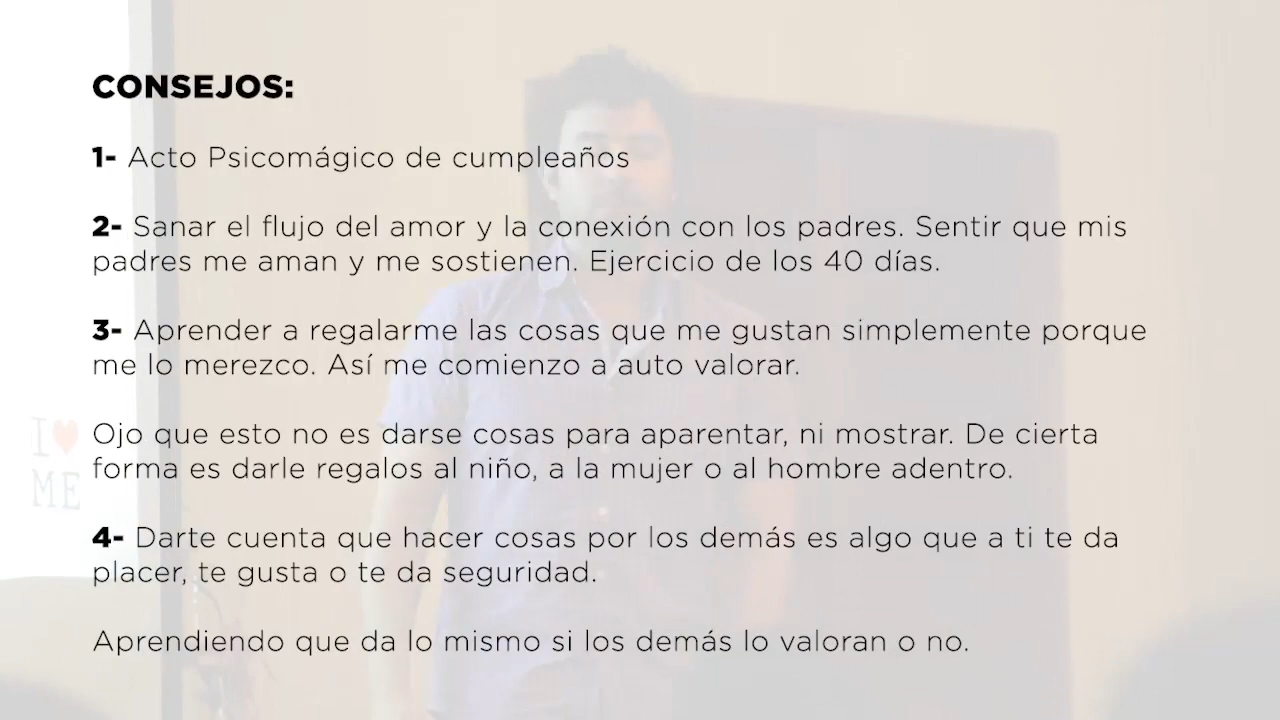 CONSEJOS:
1- Acto Psicomágico de cumpleaños
2- Sanar el flujo del amor y la conexión con los padres. Sentir que mis
padres me aman y me sostienen. Ejercicio de los 40 días.
3- Aprender a regalarme las cosas que me gustan simplemente porque
me lo merezco. Así me comienzo a auto valorar.
Ojo que esto no es darse cosas para aparentar, ni mostrar. De cierta
forma es darle regalos al niño, a la mujer o al hombre adentro.
4- Darte cuenta que hacer cosas por los demás es algo que a ti te da
placer, te gusta o te da seguridad.
Aprendiendo que da lo mismo si los demás lo valoran o no.
I ♥
ME